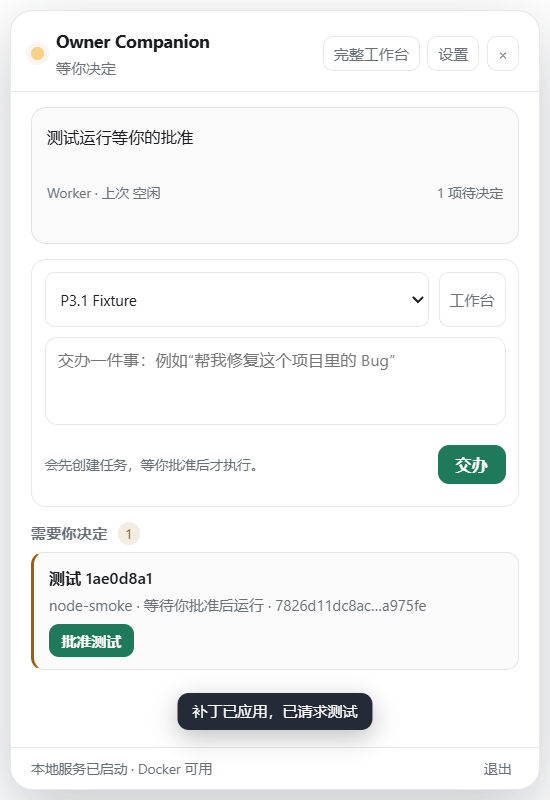 Owner Companion
等你决定
完整工作台
设置
×
测试运行等你的批准
Worker · 上次 空闲
1 项待决定
P3.1 Fixture
工作台
交办一件事：例如“帮我修复这个项目里的 Bug”
会先创建任务，等你批准后才执行。
交办
需要你决定 1
测试 1ae0d8a1
node-smoke · 等待你批准后运行 · 7826d11dc8ac…a975fe
批准测试
补丁已应用，已请求测试
本地服务已启动 · Docker 可用
退出